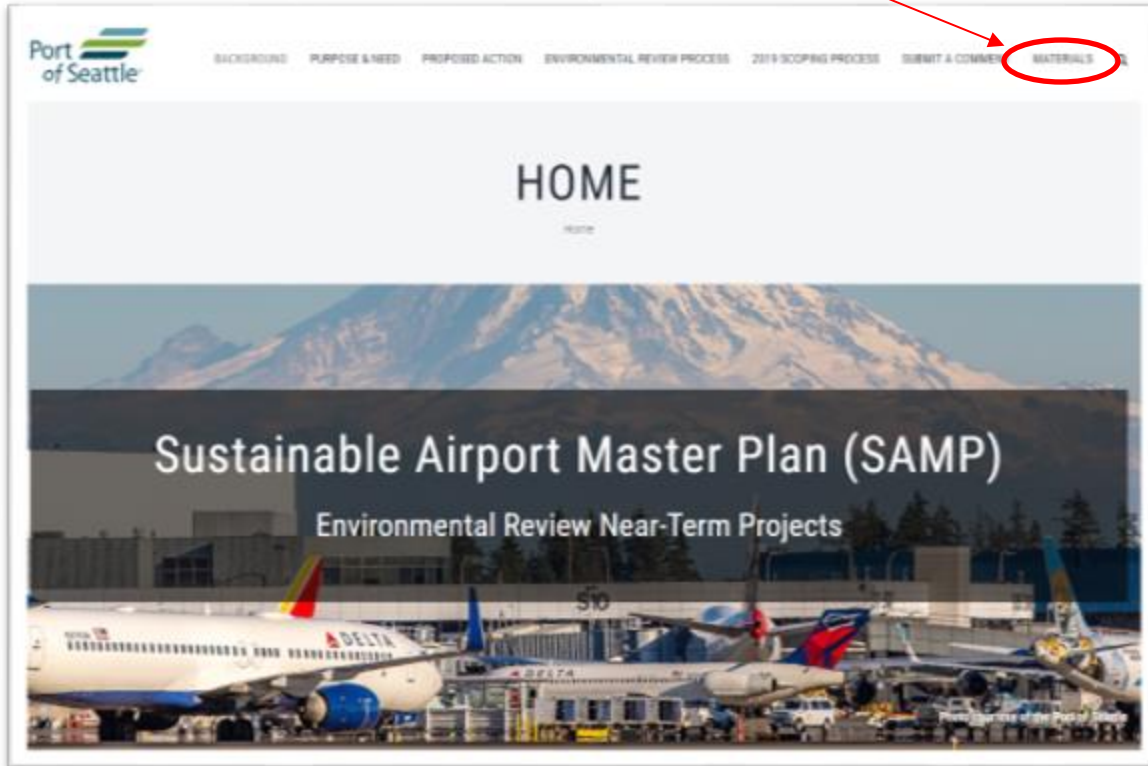 Port
of Seattle
BACKGROUND PURPOSE & NEED PROPOSED ACTION ENVIRONMENTAL REVIEW PROCESS 2019 SCOPING PROCESS SUBMIT A COMMENT MATERIALS
HOME
Home
Sustainable Airport Master Plan (SAMP)
Environmental Review Near-Term Projects
S10
DELTA
DELTA
Photo courtesy of the Port of Seattle